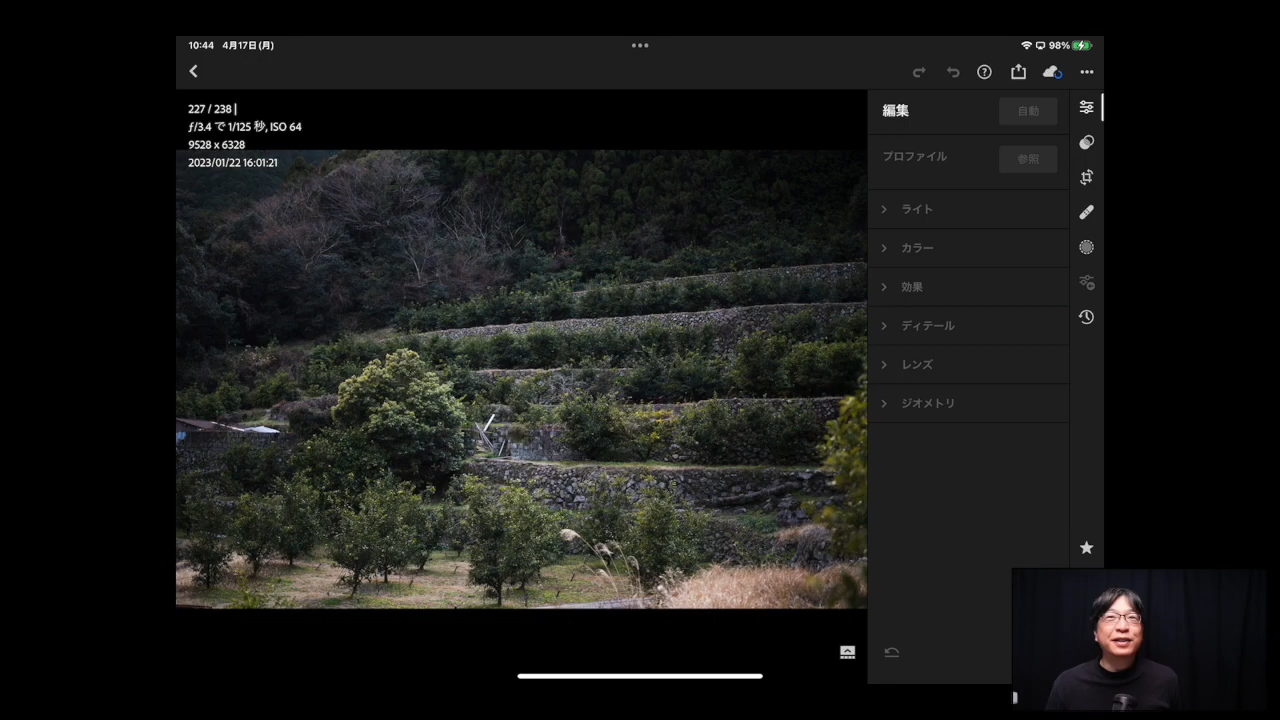 10:44 4月17日(月)
98%
227 / 238 |
ƒ/3.4 で 1/125 秒, ISO 64
9528 x 6328
2023/01/22 16:01:21
編集
自動
プロファイル
参照
ライト
カラー
効果
ディテール
レンズ
ジオメトリ